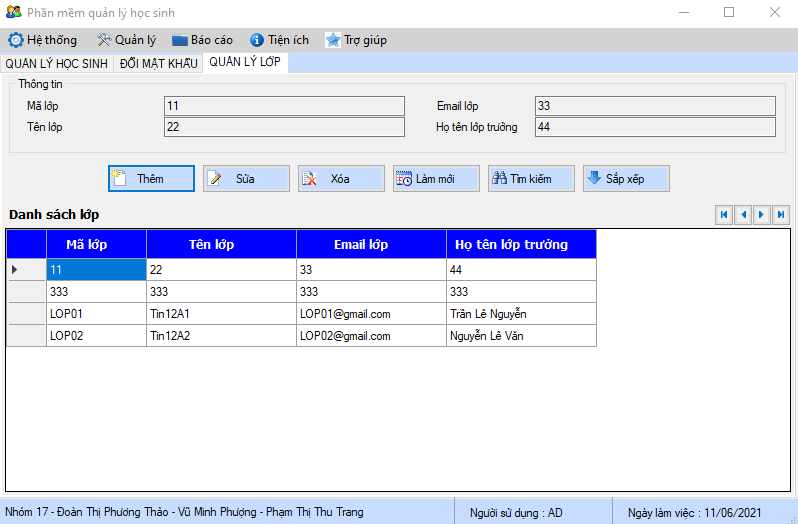 Phần mềm quản lý học sinh
Hệ thống Quản lý Báo cáo Tiện ích Trợ giúp
QUẢN LÝ HỌC SINH ĐỔI MẬT KHẨU QUẢN LÝ LỚP
Thông tin
Mã lớp 11 Email lớp 33
Tên lớp 22 Họ tên lớp trưởng 44
Thêm Sửa Xóa Làm mới Tìm kiếm Sắp xếp
Danh sách lớp
Mã lớp Tên lớp Email lớp Họ tên lớp trưởng
11 22 33 44
333 333 333 333
LOP01 Tin12A1 LOP01@gmail.com Trần Lê Nguyễn
LOP02 Tin12A2 LOP02@gmail.com Nguyễn Lê Văn
Nhóm 17 - Đoàn Thị Phương Thảo - Vũ Minh Phượng - Phạm Thị Thu Trang Người sử dụng : AD Ngày làm việc : 11/06/2021